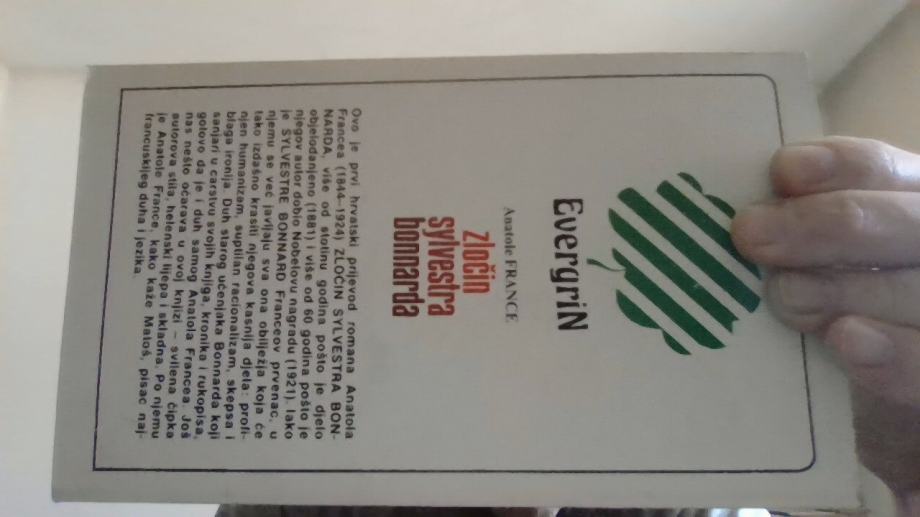 EvergriN
Anatole FRANCE
zločin
sylvestra
bonnarda
Ovo je prvi hrvatski prijevod romana Anatola
Francea (1844–1924) ZLOČIN SYLVESTRA BON-
NARDA, više od stotinu godina pošto je djelo
objelodanjeno (1881) i više od 60 godina pošto je
njegov autor dobio Nobelovu nagradu (1921). Iako
je SYLVESTRE BONNARD Franceov prvenac, u
njemu se već javljaju sva ona obilježja koja će
tako izdašno krasiti njegova kasnija djela: profi-
njen humanizam, suptilan racionalizam, skepsa i
blaga ironija. Duh starog učenjaka Bonnarda koji
sanjari u carstvu svojih knjiga, kronika i rukopisa,
gotovo da je i duh samog Anatola Francea. Još
nas nešto očarava u ovoj knjizi – svilena čipka
autorova stila, helenski lijepa i skladna. Po njemu
je Anatole France, kako kaže Matoš, pisac naj-
francuskijeg duha i jezika.